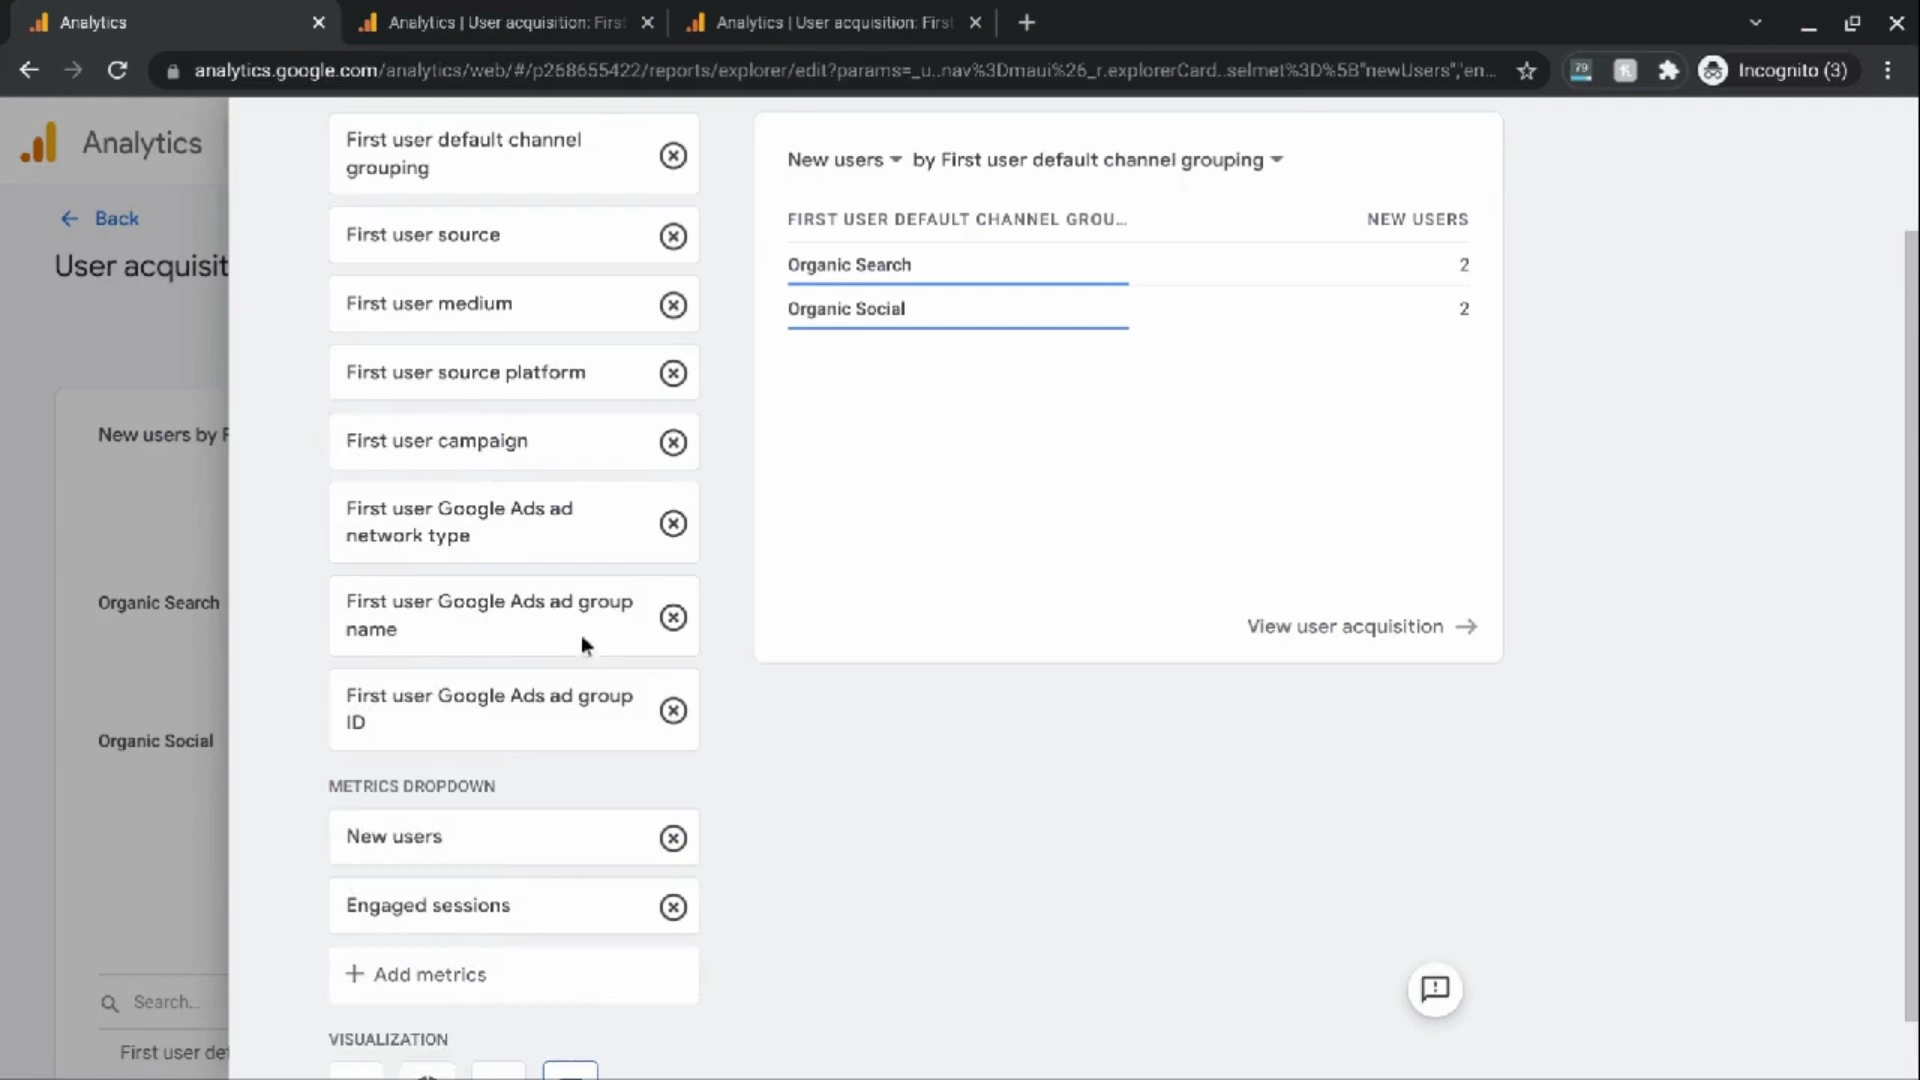 Analytics
Analytics | User acquisition: First
Analytics | User acquisition: First
analytics.google.com/analytics/web/#/p268655422/reports/explorer/edit?params=_u..nav%3Dmaui%26_r.explorerCard..selmet%3D%5B"newUsers","en...
79
Incognito (3)
Analytics
Back
User acquisit
New users by F
Organic Search
Organic Social
Search...
First user def
First user default channel
grouping
First user source
First user medium
First user source platform
First user campaign
First user Google Ads ad
network type
First user Google Ads ad group
name
First user Google Ads ad group
ID
METRICS DROPDOWN
New users
Engaged sessions
+ Add metrics
VISUALIZATION
New users by First user default channel grouping
FIRST USER DEFAULT CHANNEL GROU... NEW USERS
Organic Search 2
Organic Social 2
View user acquisition